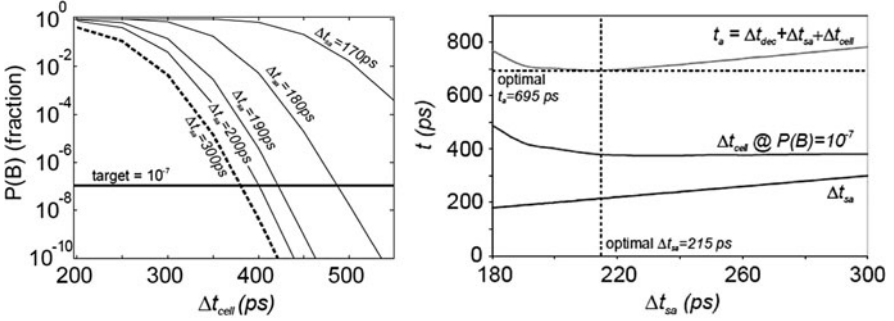 P(B) (fraction)
10⁰
10⁻²
10⁻⁴
10⁻⁶
10⁻⁸
10⁻¹⁰
Δt_sa=170ps
Δt_sa=180ps
Δt_sa=190ps
Δt_sa=200ps
Δt_sa=300ps
target = 10⁻⁷
200 300 400 500
Δt_cell (ps)
t (ps)
800
600
400
200
0
t_a = Δt_dec+Δt_sa+Δt_cell
optimal
t_a=695 ps
Δt_cell @ P(B)=10⁻⁷
Δt_sa
optimal Δt_sa=215 ps
180 220 260 300
Δt_sa (ps)